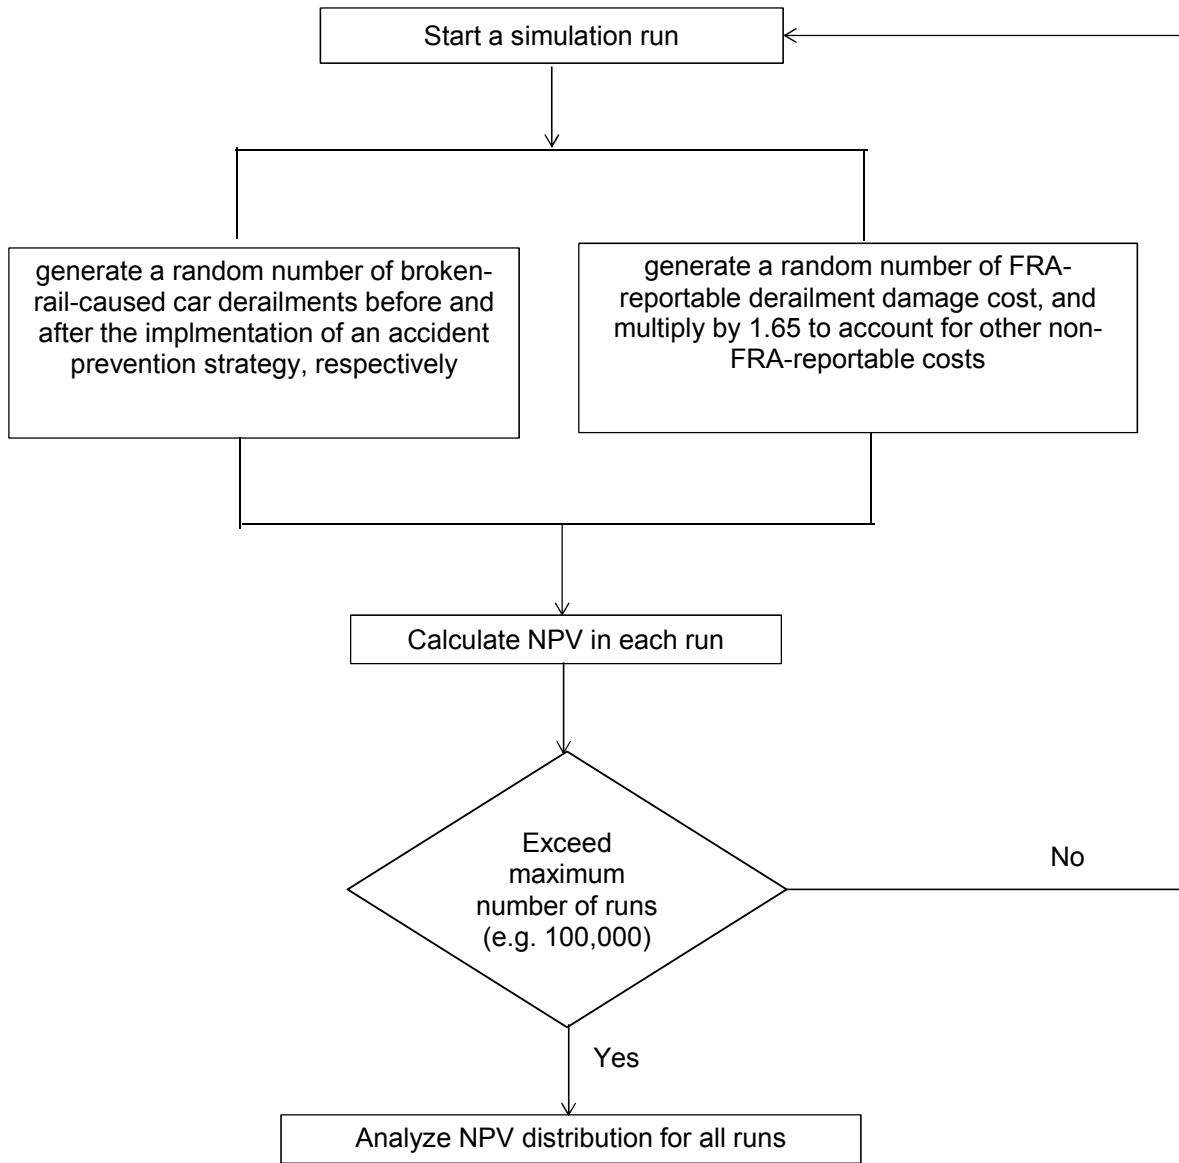 Start a simulation run
generate a random number of broken-
rail-caused car derailments before and
after the implmentation of an accident
prevention strategy, respectively
generate a random number of FRA-
reportable derailment damage cost, and
multiply by 1.65 to account for other non-
FRA-reportable costs
Calculate NPV in each run
Exceed
maximum
number of runs
(e.g. 100,000)
No
Yes
Analyze NPV distribution for all runs